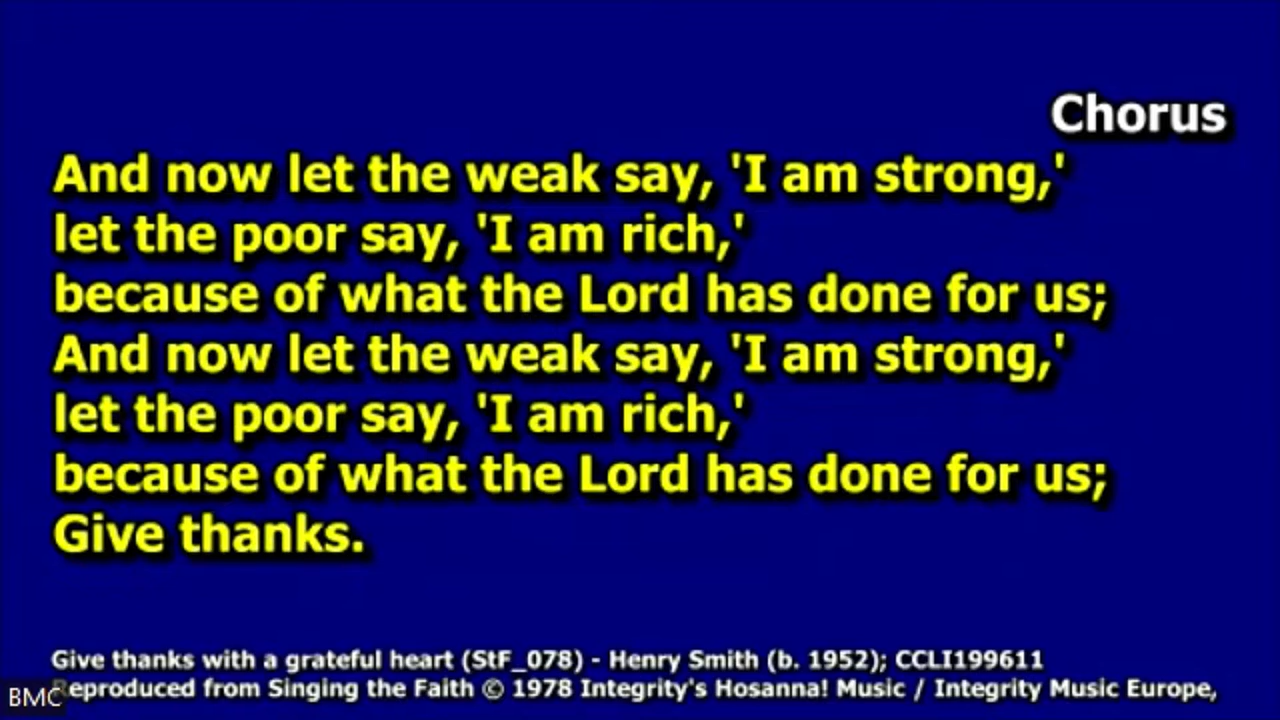 Chorus
And now let the weak say, 'I am strong,'
let the poor say, 'I am rich,'
because of what the Lord has done for us;
And now let the weak say, 'I am strong,'
let the poor say, 'I am rich,'
because of what the Lord has done for us;
Give thanks.
Give thanks with a grateful heart (StF_078) - Henry Smith (b. 1952); CCLI199611
Reproduced from Singing the Faith © 1978 Integrity's Hosanna! Music / Integrity Music Europe,
BMC